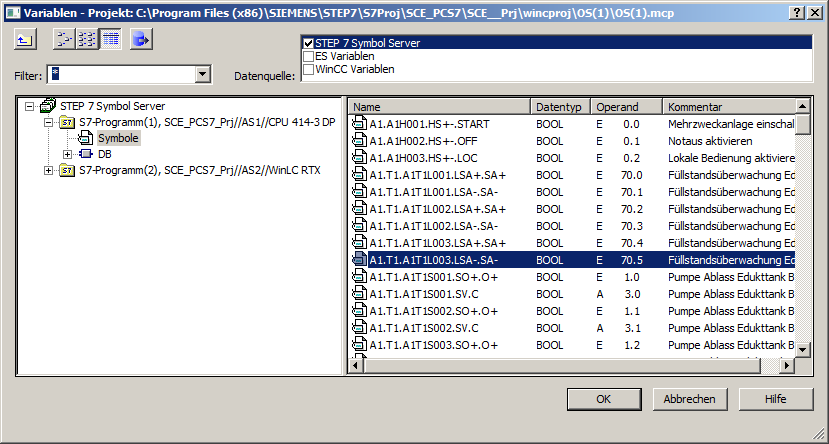 Variablen - Projekt: C:\Program Files (x86)\SIEMENS\STEP7\S7Proj\SCE_PCS7\SCE__Prj\wincproj\OS(1)\OS(1).mcp
STEP 7 Symbol Server
ES Variablen
WinCC Variablen
Filter: * Datenquelle:
STEP 7 Symbol Server
S7-Programm(1), SCE_PCS7_Prj//AS1//CPU 414-3 DP
Symbole
DB
S7-Programm(2), SCE_PCS7_Prj//AS2//WinLC RTX
Name Datentyp Operand Kommentar
A1.A1H001.HS+-.START BOOL E 0.0 Mehrzweckanlage einschal
A1.A1H002.HS+-.OFF BOOL E 0.1 Notaus aktivieren
A1.A1H003.HS+-.LOC BOOL E 0.2 Lokale Bedienung aktiviere
A1.T1.A1T1L001.LSA+.SA+ BOOL E 70.0 Füllstandsüberwachung Ed
A1.T1.A1T1L001.LSA-.SA- BOOL E 70.1 Füllstandsüberwachung Ed
A1.T1.A1T1L002.LSA+.SA+ BOOL E 70.2 Füllstandsüberwachung Ed
A1.T1.A1T1L002.LSA-.SA- BOOL E 70.3 Füllstandsüberwachung Ed
A1.T1.A1T1L003.LSA+.SA+ BOOL E 70.4 Füllstandsüberwachung Ed
A1.T1.A1T1L003.LSA-.SA- BOOL E 70.5 Füllstandsüberwachung Ed
A1.T1.A1T1S001.SO+.O+ BOOL E 1.0 Pumpe Ablass Edukttank B
A1.T1.A1T1S001.SV.C BOOL A 3.0 Pumpe Ablass Edukttank B
A1.T1.A1T1S002.SO+.O+ BOOL E 1.1 Pumpe Ablass Edukttank B
A1.T1.A1T1S002.SV.C BOOL A 3.1 Pumpe Ablass Edukttank B
A1.T1.A1T1S003.SO+.O+ BOOL E 1.2 Pumpe Ablass Edukttank B
OK Abbrechen Hilfe